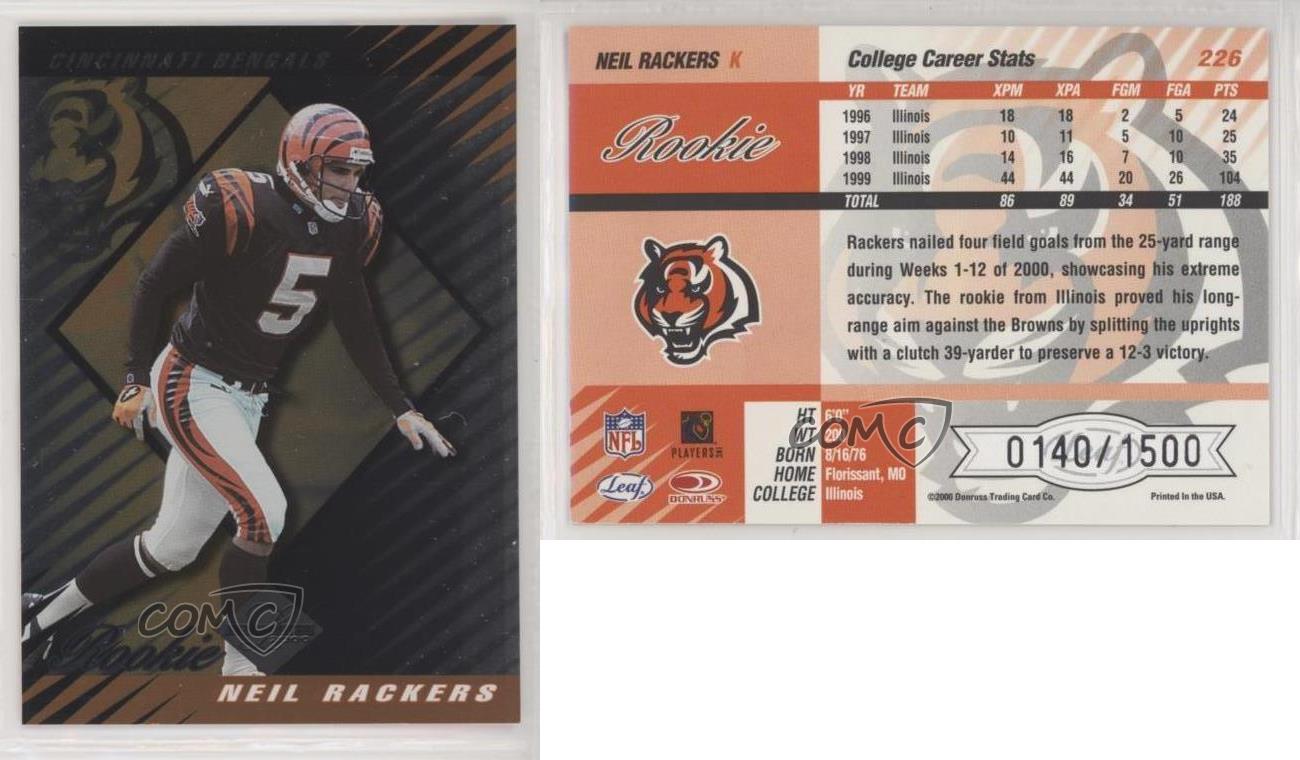 CINCINNATI BENGALS
5
COMC
Rookie
NEIL RACKERS
NEIL RACKERS K
Rookie
College Career Stats 226
YR TEAM XPM XPA FGM FGA PTS
1996 Illinois 18 18 2 5 24
1997 Illinois 10 11 5 10 25
1998 Illinois 14 16 7 10 35
1999 Illinois 44 44 20 26 104
TOTAL 86 89 34 51 188
Rackers nailed four field goals from the 25-yard range
during Weeks 1-12 of 2000, showcasing his extreme
accuracy. The rookie from Illinois proved his long-
range aim against the Browns by splitting the uprights
with a clutch 39-yarder to preserve a 12-3 victory.
NFL
PLAYERS INC
Leaf
DONRUSS
HT 6'0"
WT
BORN 8/16/76
HOME Florissant, MO
COLLEGE Illinois
COMC
0140/1500
©2000 Donruss Trading Card Co. Printed in the USA.